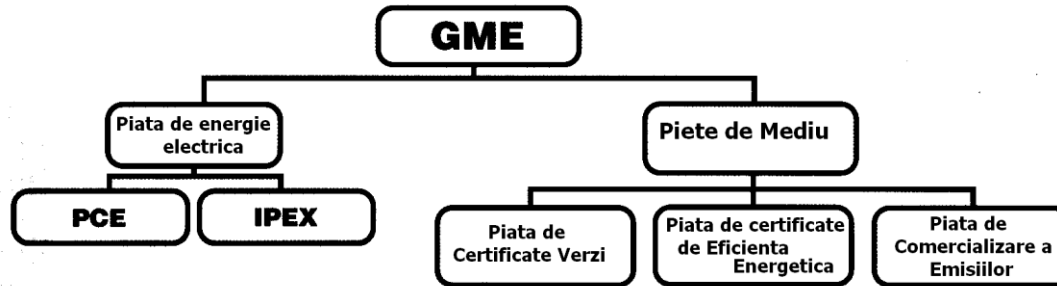 GME
Piata de energie
electrica
Piete de Mediu
PCE
IPEX
Piata de
Certificate Verzi
Piata de certificate
de Eficienta
Energetica
Piata de
Comercializare a
Emisiilor